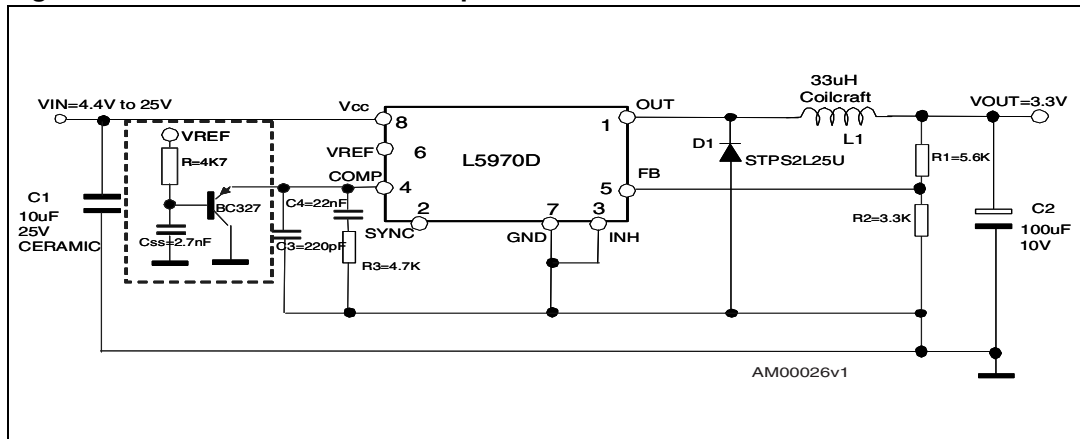 33uH
Coilcraft
VIN=4.4V to 25V
Vcc
OUT
VOUT=3.3V
8
1
VREF
L1
D1
VREF
6
L5970D
STPS2L25U
R1=5.6K
R=4K7
COMP
FB
4
5
C1
10uF
25V
CERAMIC
BC327
C4=22nF
2
7
3
R2=3.3K
C2
100uF
10V
SYNC
GND
INH
Css=2.7nF
C3=220pF
R3=4.7K
AM00026v1